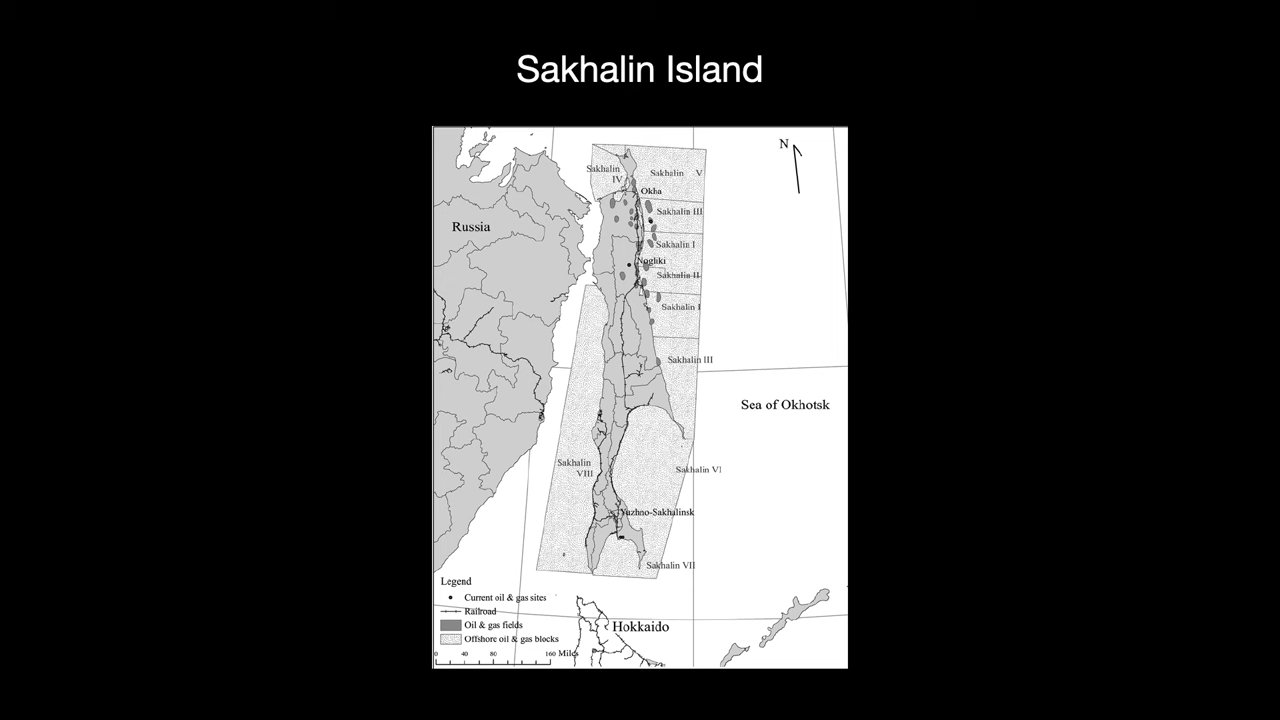 Sakhalin Island
N
Sakhalin
IV
Sakhalin V
Okha
Sakhalin III
Russia
Sakhalin I
Nogliki
Sakhalin II
Sakhalin I
Sakhalin III
Sea of Okhotsk
Sakhalin
VIII
Sakhalin VI
Yuzhno-Sakhalinsk
Sakhalin VII
Legend
Current oil & gas sites
Railroad
Oil & gas fields
Offshore oil & gas blocks
Hokkaido
0 40 80 160 Miles